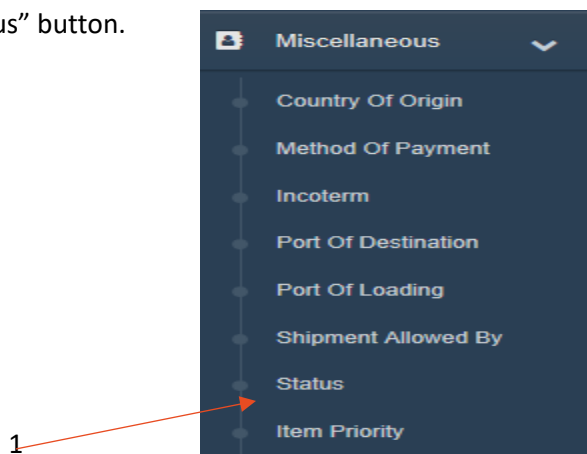 us” button.
Miscellaneous
Country Of Origin
Method Of Payment
Incoterm
Port Of Destination
Port Of Loading
Shipment Allowed By
Status
Item Priority
1